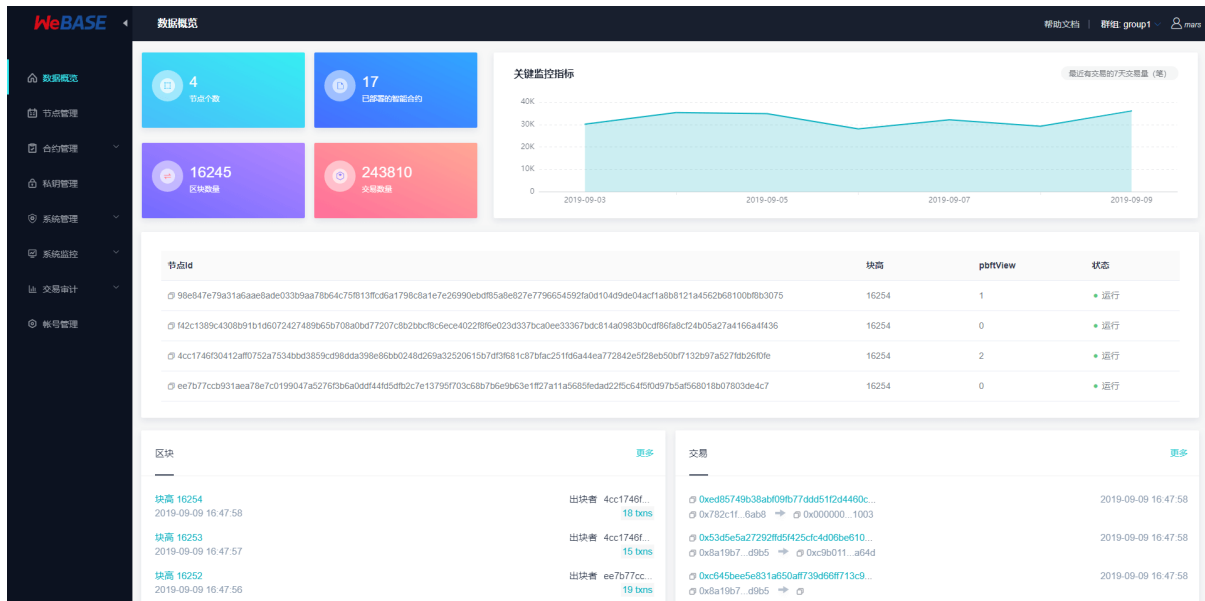 WeBASE
数据概览
帮助文档
群组: group1
mars
数据概览
节点管理
合约管理
私钥管理
系统管理
系统监控
交易审计
帐号管理
4
节点个数
17
已部署的智能合约
16245
区块数量
243810
交易数量
关键监控指标
最近有交易的7天交易量（笔）
40K
30K
20K
10K
0
2019-09-03
2019-09-05
2019-09-07
2019-09-09
节点Id 块高 pbftView 状态
98e847e79a31a6aae8ade033b9aa78b64c75f813ffcd6a1798c8a1e7e26990ebdf85a8e827e7796654592fa0d104d9de04acf1a8b8121a4562b68100bf8b3075 16254 1 运行
f42c1389c4308b91b1d6072427489b65b708a0bd77207c8b2bbcf8c6ece4022f8f6e023d337bca0ee33367bdc814a0983b0cdf86fa8cf24b05a27a4166a4f436 16254 0 运行
4cc1746f30412aff0752a7534bbd3859cd98dda398e86bb0248d269a32520615b7df3f681c87bfac251fd6a44ea772842e5f28eb50bf7132b97a527fdb26f0fe 16254 2 运行
ee7b77ccb931aea78e7c0199047a5276f3b6a0ddf44fd5dfb2c7e13795f703c68b7b6e9b63e1ff27a11a5685fedad22f5c64f5f0d97b5af568018b07803de4c7 16254 0 运行
区块 更多
块高 16254 出块者 4cc1746f...
2019-09-09 16:47:58 18 txns
块高 16253 出块者 4cc1746f...
2019-09-09 16:47:57 15 txns
块高 16252 出块者 ee7b77cc...
2019-09-09 16:47:56 19 txns
交易 更多
0xed85749b38abf09fb77ddd51f2d4460c... 2019-09-09 16:47:58
0x782c1f...6ab8 0x000000...1003
0x53d5e5a27292ffd5f425cfc4d06be610... 2019-09-09 16:47:58
0x8a19b7...d9b5 0xc9b011...a64d
0xc645bee5e831a650aff739d66ff713c9... 2019-09-09 16:47:58
0x8a19b7...d9b5